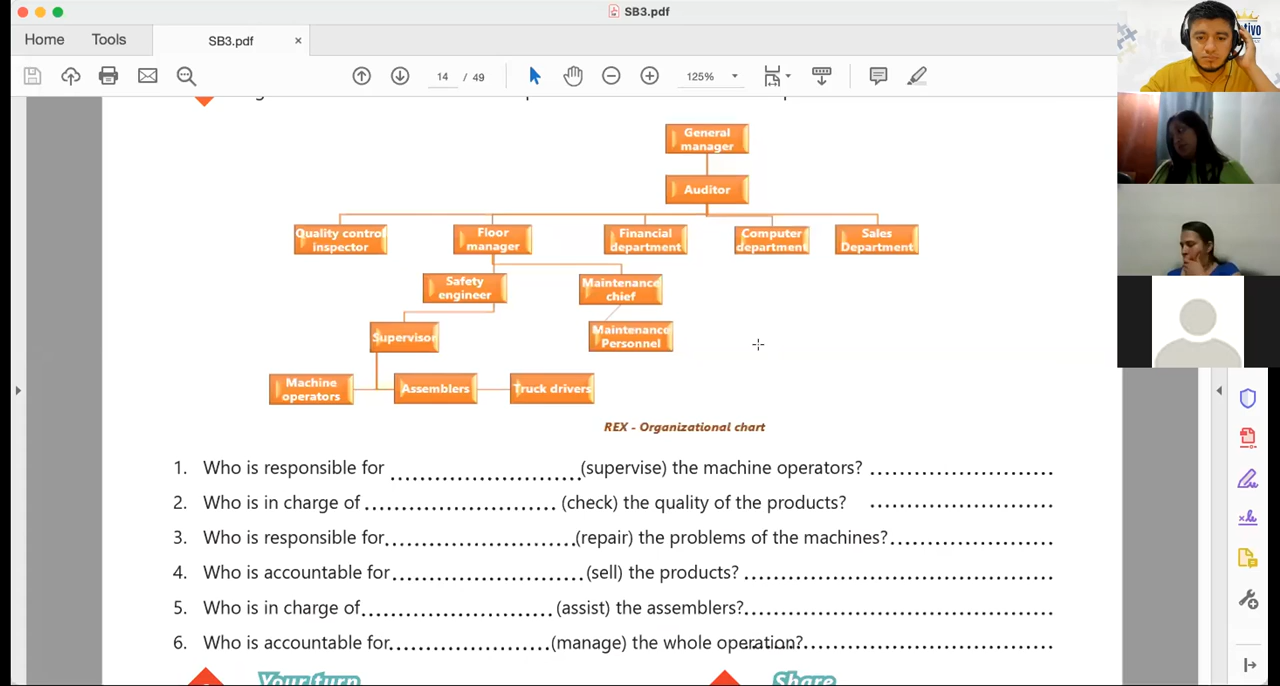 SB3.pdf
Home Tools SB3.pdf ×
14 / 49 125%
General manager
Auditor
Quality control inspector
Floor manager
Financial department
Computer department
Sales Department
Safety engineer
Maintenance chief
Supervisor
Maintenance Personnel
Machine operators
Assemblers
Truck drivers
REX - Organizational chart
1. Who is responsible for ..............................(supervise) the machine operators? ..............................
2. Who is in charge of .............................. (check) the quality of the products? ..............................
3. Who is responsible for..............................(repair) the problems of the machines?...........................
4. Who is accountable for.............................. (sell) the products? ..................................................
5. Who is in charge of.............................. (assist) the assemblers?..................................................
6. Who is accountable for..........................(manage) the whole operation?..........................................
Your turn
Share